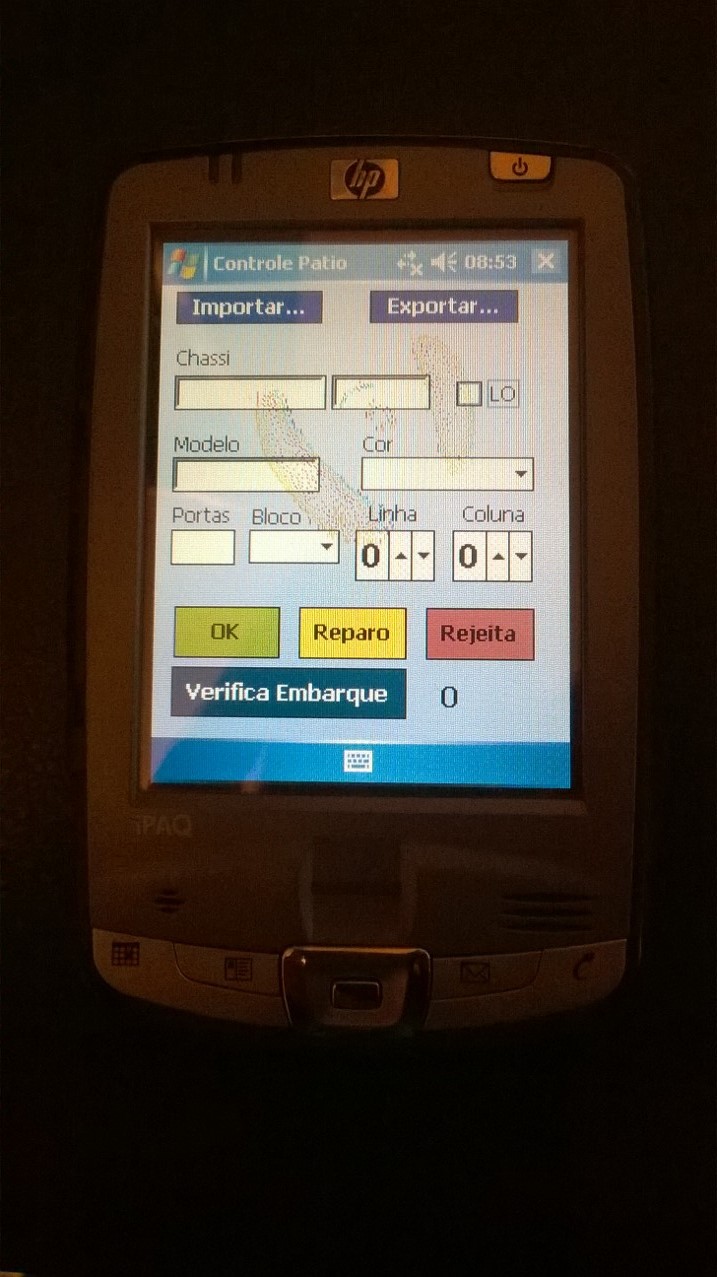 hp
Controle Patio 08:53
Importar... Exportar...
Chassi
LO
Modelo Cor
Portas Bloco Linha Coluna
0 0
OK Reparo Rejeita
Verifica Embarque 0
iPAQ